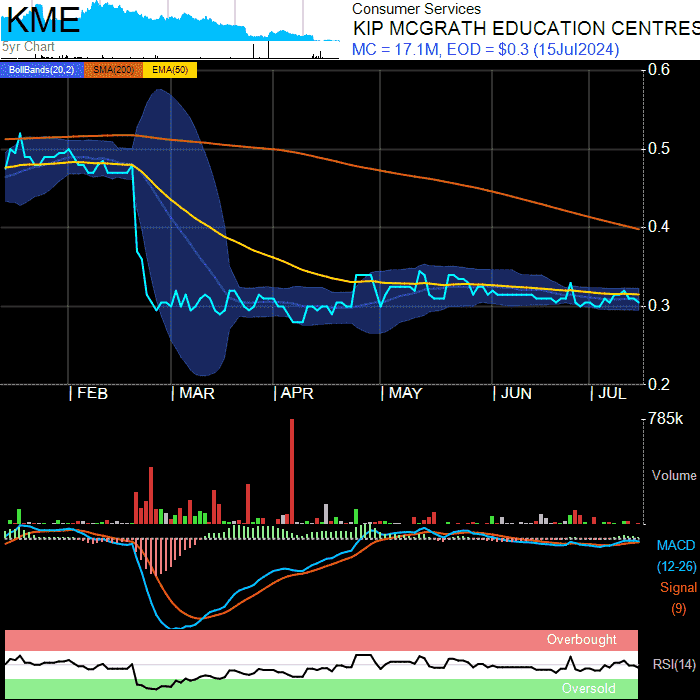 KME
5yr Chart
Consumer Services
KIP MCGRATH EDUCATION CENTRES
MC = 17.1M, EOD = $0.3 (15Jul2024)
BollBands(20,2) SMA(200) EMA(50)
0.6
0.5
0.4
0.3
0.2
FEB MAR APR MAY JUN JUL
785k
Volume
MACD
(12-26)
Signal
(9)
Overbought
RSI(14)
Oversold